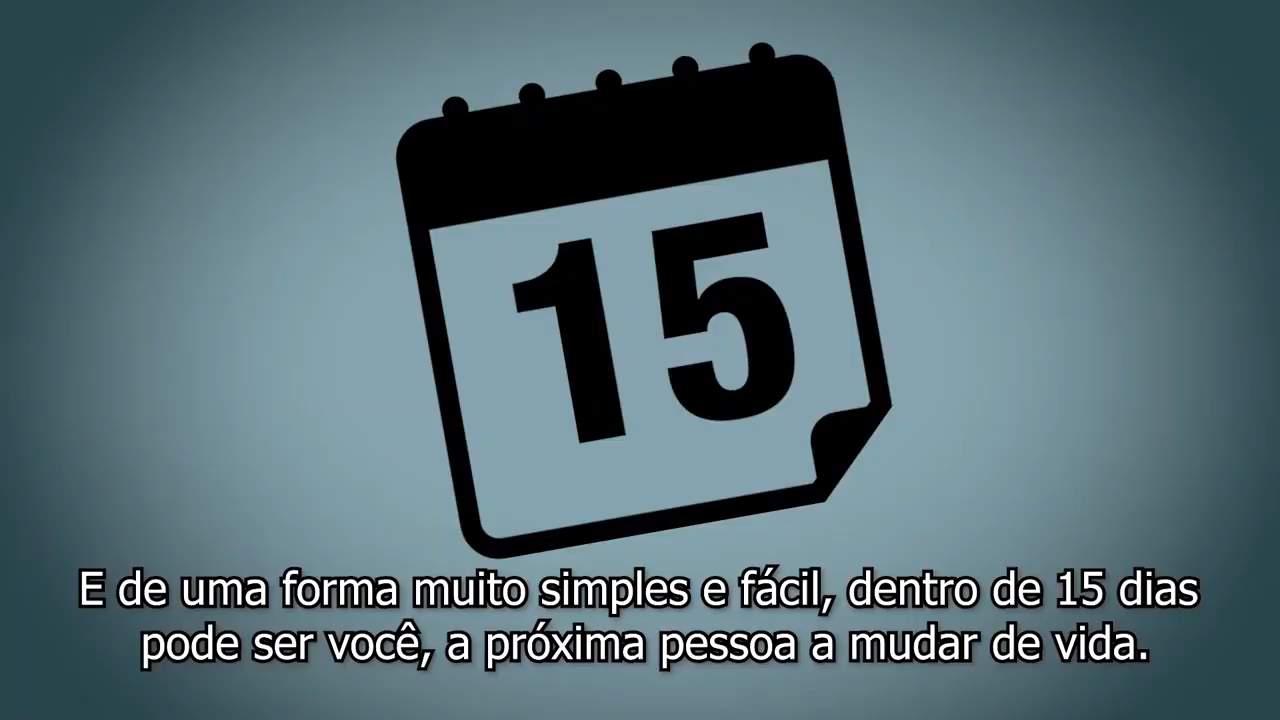 15
E de uma forma muito simples e fácil, dentro de 15 dias
pode ser você, a próxima pessoa a mudar de vida.